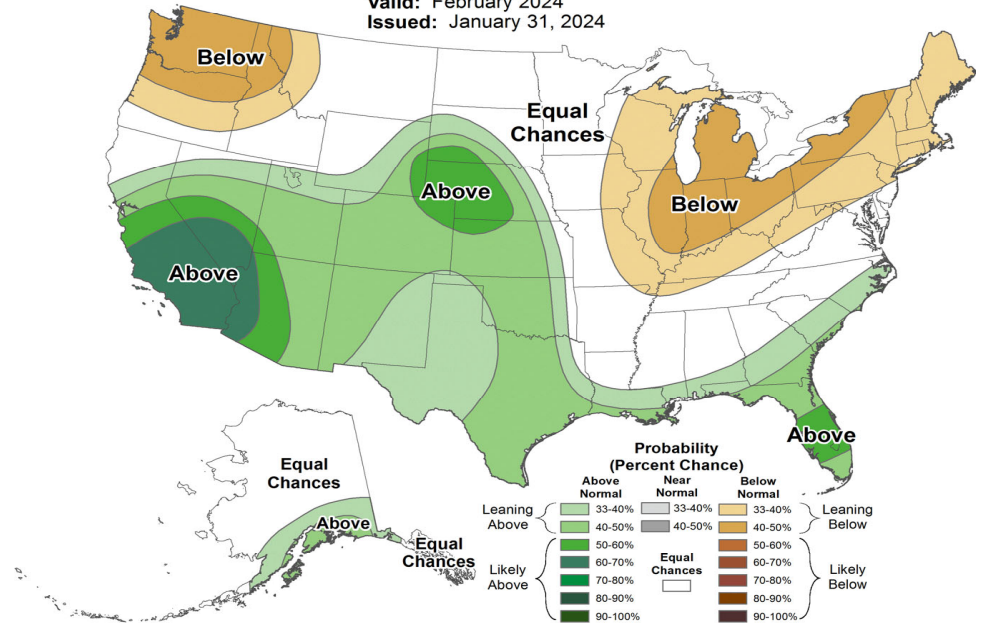 Valid: February 2024
Issued: January 31, 2024
Below
Equal
Chances
Above
Below
Above
Above
Equal
Chances
Above
Equal
Chances
Probability
(Percent Chance)
Above
Normal
Near
Normal
Below
Normal
Leaning
Above
33-40%
33-40%
33-40%
Leaning
Below
40-50%
40-50%
40-50%
Likely
Above
50-60%
Equal
Chances
50-60%
Likely
Below
60-70%
60-70%
70-80%
70-80%
80-90%
80-90%
90-100%
90-100%